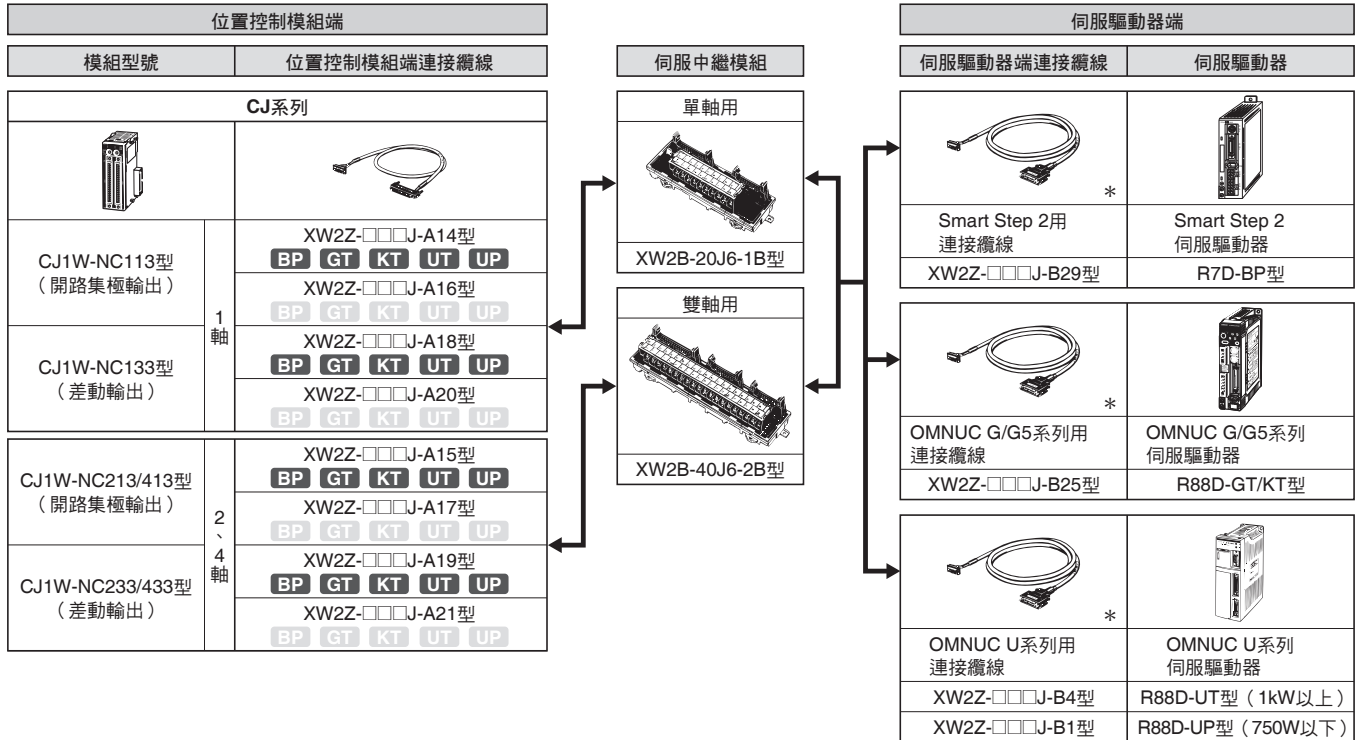 位置控制模組端
模組型號
位置控制模組端連接纜線
CJ系列
CJ1W-NC113型
（開路集極輸出）
CJ1W-NC133型
（差動輸出）
1
軸
XW2Z-□□□J-A14型
BP GT KT UT UP
XW2Z-□□□J-A16型
BP GT KT UT UP
XW2Z-□□□J-A18型
BP GT KT UT UP
XW2Z-□□□J-A20型
BP GT KT UT UP
CJ1W-NC213/413型
（開路集極輸出）
CJ1W-NC233/433型
（差動輸出）
2
、
4
軸
XW2Z-□□□J-A15型
BP GT KT UT UP
XW2Z-□□□J-A17型
BP GT KT UT UP
XW2Z-□□□J-A19型
BP GT KT UT UP
XW2Z-□□□J-A21型
BP GT KT UT UP
伺服中繼模組
單軸用
XW2B-20J6-1B型
雙軸用
XW2B-40J6-2B型
伺服驅動器端
伺服驅動器端連接纜線
伺服驅動器
＊
Smart Step 2用
連接纜線
Smart Step 2
伺服驅動器
XW2Z-□□□J-B29型
R7D-BP型
＊
OMNUC G/G5系列用
連接纜線
OMNUC G/G5系列
伺服驅動器
XW2Z-□□□J-B25型
R88D-GT/KT型
＊
OMNUC U系列用
連接纜線
OMNUC U系列
伺服驅動器
XW2Z-□□□J-B4型
R88D-UT型（1kW以上）
XW2Z-□□□J-B1型
R88D-UP型（750W以下）